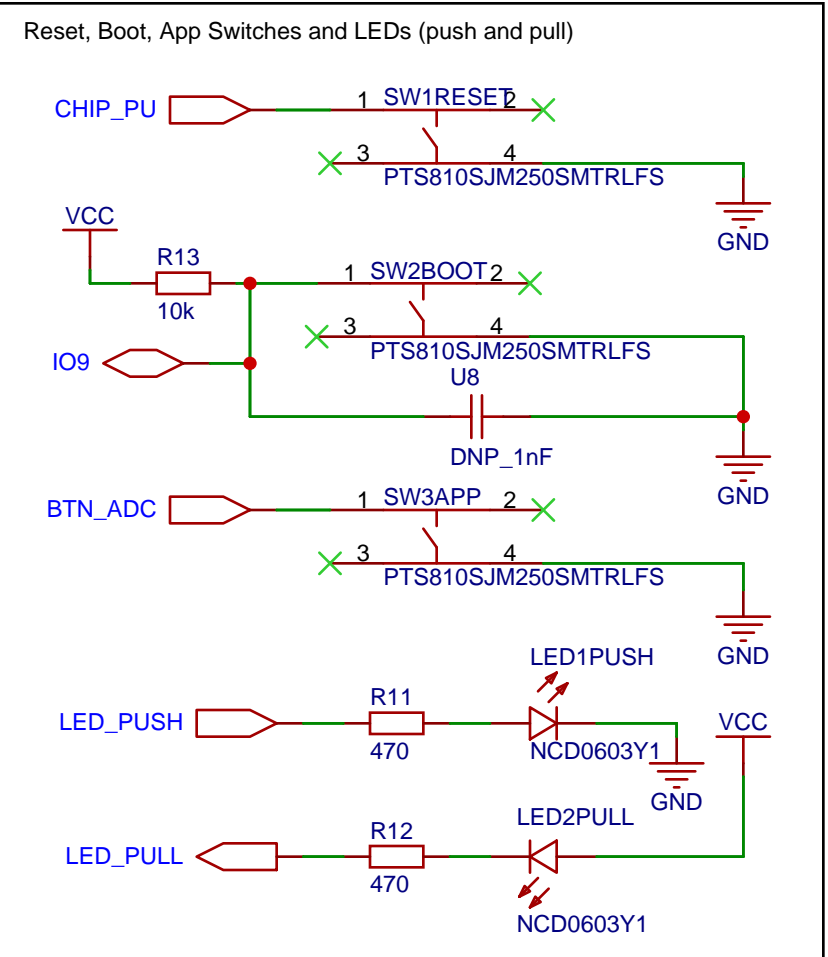 Reset, Boot, App Switches and LEDs (push and pull)
CHIP_PU
1 SW1RESET 2
3 4
PTS810SJM250SMTRLFS
GND
VCC
R13
10k
1 SW2BOOT 2
3 4
PTS810SJM250SMTRLFS
IO9
U8
DNP_1nF
GND
BTN_ADC
1 SW3APP 2
3 4
PTS810SJM250SMTRLFS
GND
LED1PUSH
LED_PUSH
R11
470
NCD0603Y1
GND
VCC
LED2PULL
LED_PULL
R12
470
NCD0603Y1